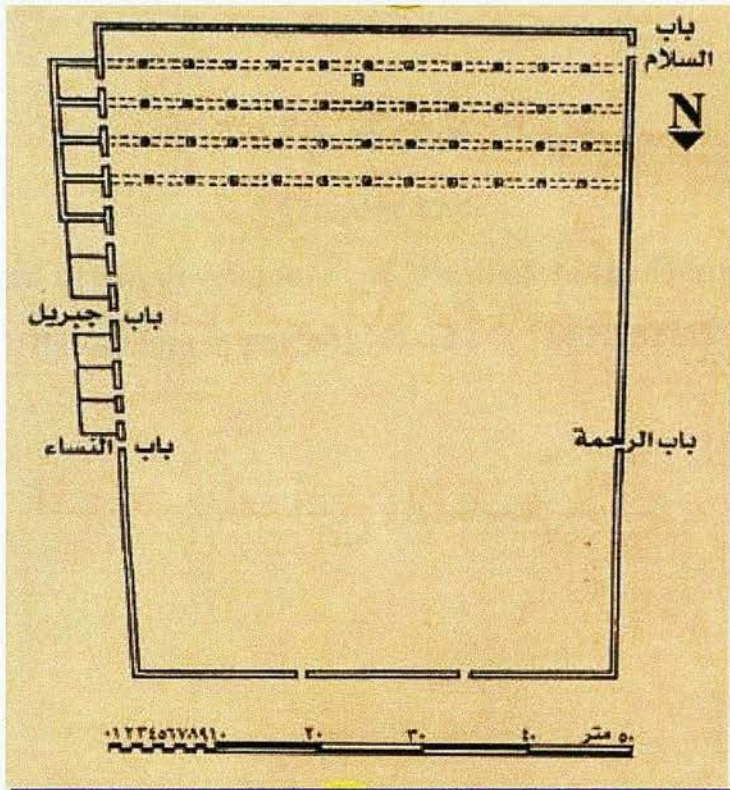 باب
السلام
N
باب جبريل
باب النساء
باب الرحمة
٠١٢٣٤٥٦٧٨٩١٠ ٢٠ ٣٠ ٤٠ متر ٥٠